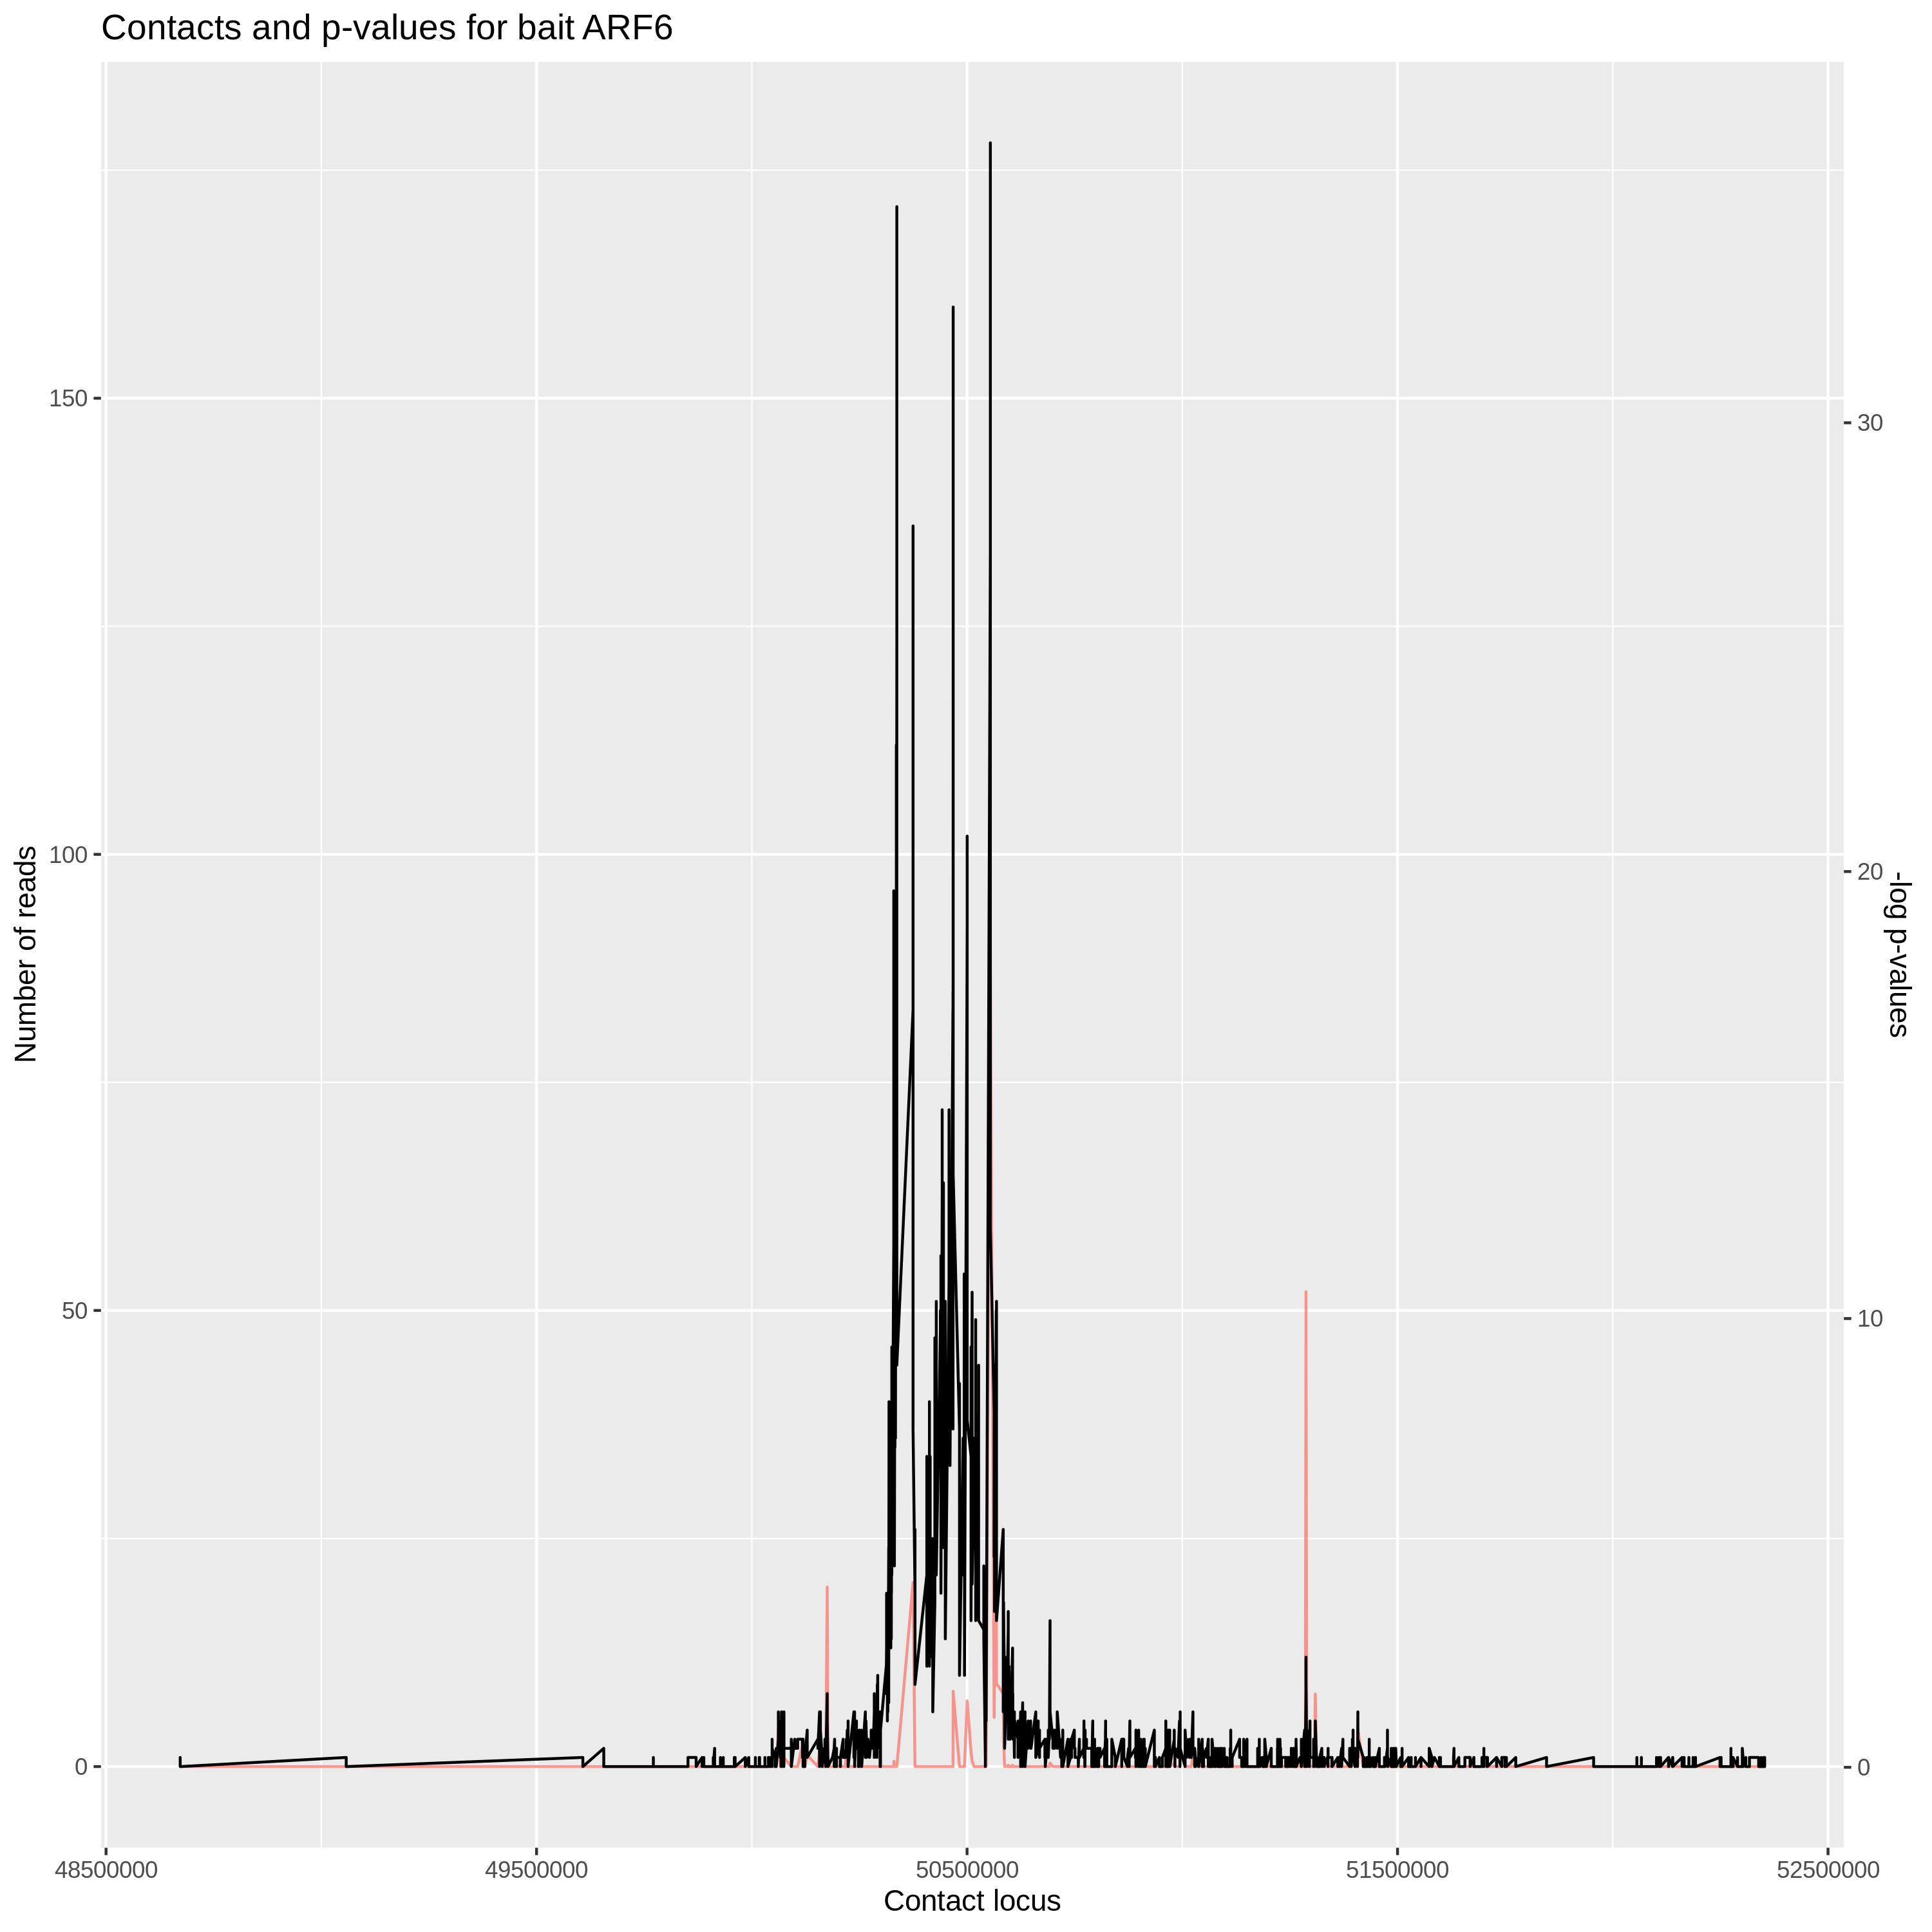 Contacts and p-values for bait ARF6
Number of reads
150
100
50
0
30
20
10
0
-log p-values
48500000 49500000 50500000 51500000 52500000
Contact locus